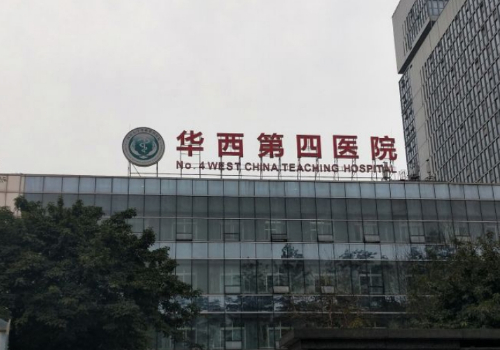 华西第四医院
No. 4 WEST CHINA TEACHING HOSPITAL